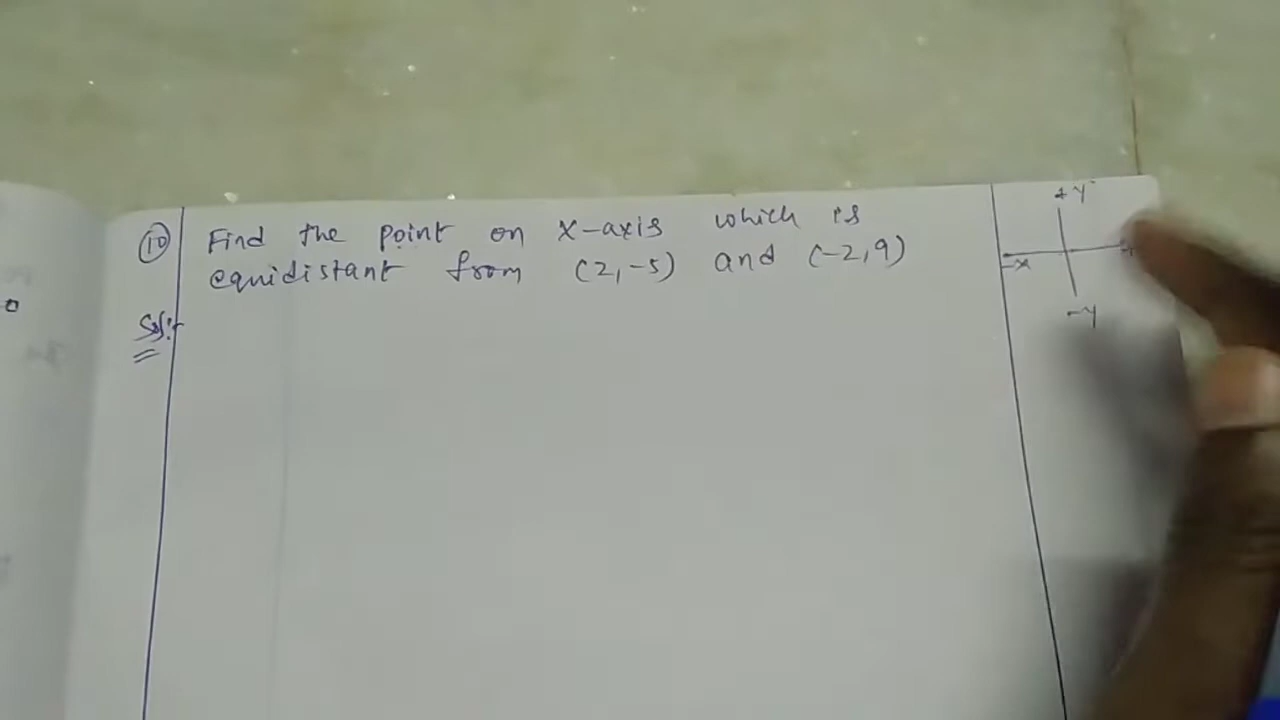 +Y
⑩ Find the point on x-axis which is
equidistant from (2,-5) and (-2,9)
-x
-y
Sol:-